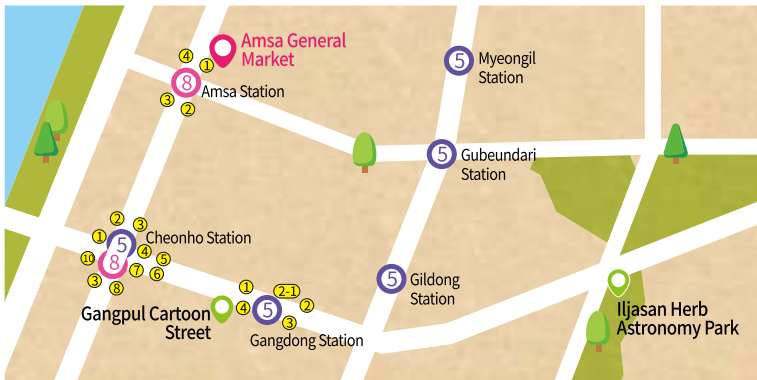 Amsa General
Market
4
1
8
Amsa Station
3
2
5
Myeongil
Station
5
Gubeundari
Station
2
3
1
5
Cheonho Station
4
10
8
5
7
6
3
8
5
Gildong
Station
1
2-1
2
4
5
3
Gangpul Cartoon
Street
Gangdong Station
Iljasan Herb
Astronomy Park